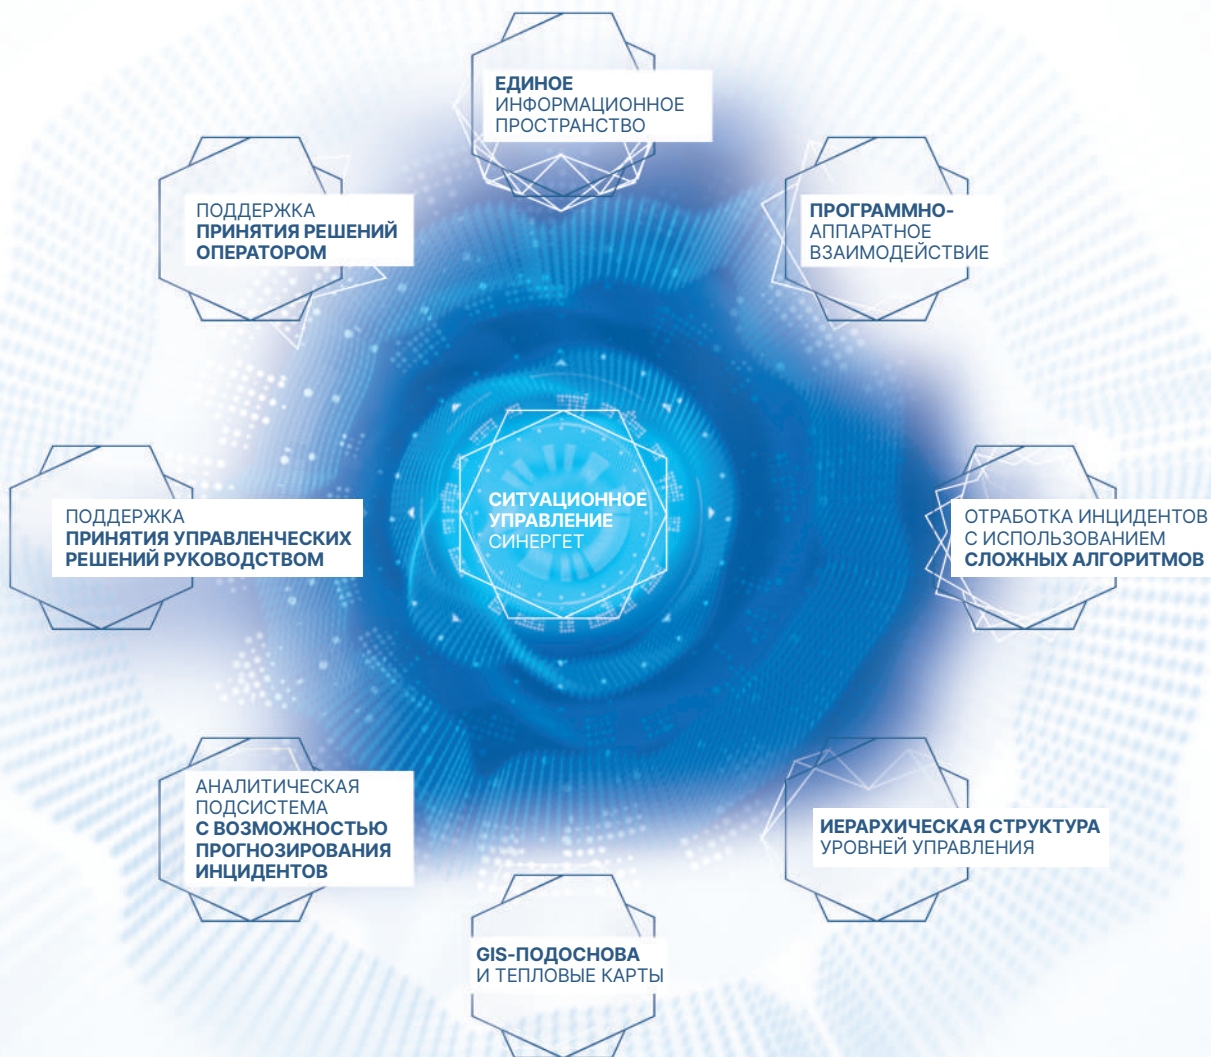 ЕДИНОЕ
ИНФОРМАЦИОННОЕ
ПРОСТРАНСТВО
ПОДДЕРЖКА
ПРИНЯТИЯ РЕШЕНИЙ
ОПЕРАТОРОМ
ПРОГРАММНО-
АППАРАТНОЕ
ВЗАИМОДЕЙСТВИЕ
СИТУАЦИОННОЕ
УПРАВЛЕНИЕ
СИНЕРГЕТ
ПОДДЕРЖКА
ПРИНЯТИЯ УПРАВЛЕНЧЕСКИХ
РЕШЕНИЙ РУКОВОДСТВОМ
ОТРАБОТКА ИНЦИДЕНТОВ
С ИСПОЛЬЗОВАНИЕМ
СЛОЖНЫХ АЛГОРИТМОВ
АНАЛИТИЧЕСКАЯ
ПОДСИСТЕМА
С ВОЗМОЖНОСТЬЮ
ПРОГНОЗИРОВАНИЯ
ИНЦИДЕНТОВ
ИЕРАРХИЧЕСКАЯ СТРУКТУРА
УРОВНЕЙ УПРАВЛЕНИЯ
GIS-ПОДОСНОВА
И ТЕПЛОВЫЕ КАРТЫ